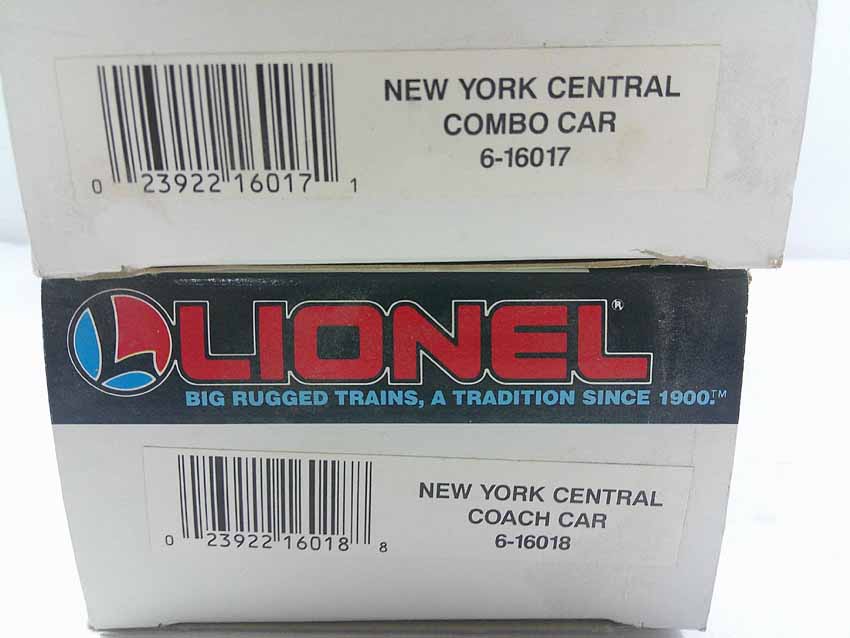 NEW YORK CENTRAL
COMBO CAR
6-16017
0 23922 16017 1
LIONEL®
BIG RUGGED TRAINS, A TRADITION SINCE 1900.™
NEW YORK CENTRAL
COACH CAR
6-16018
0 23922 16018 8